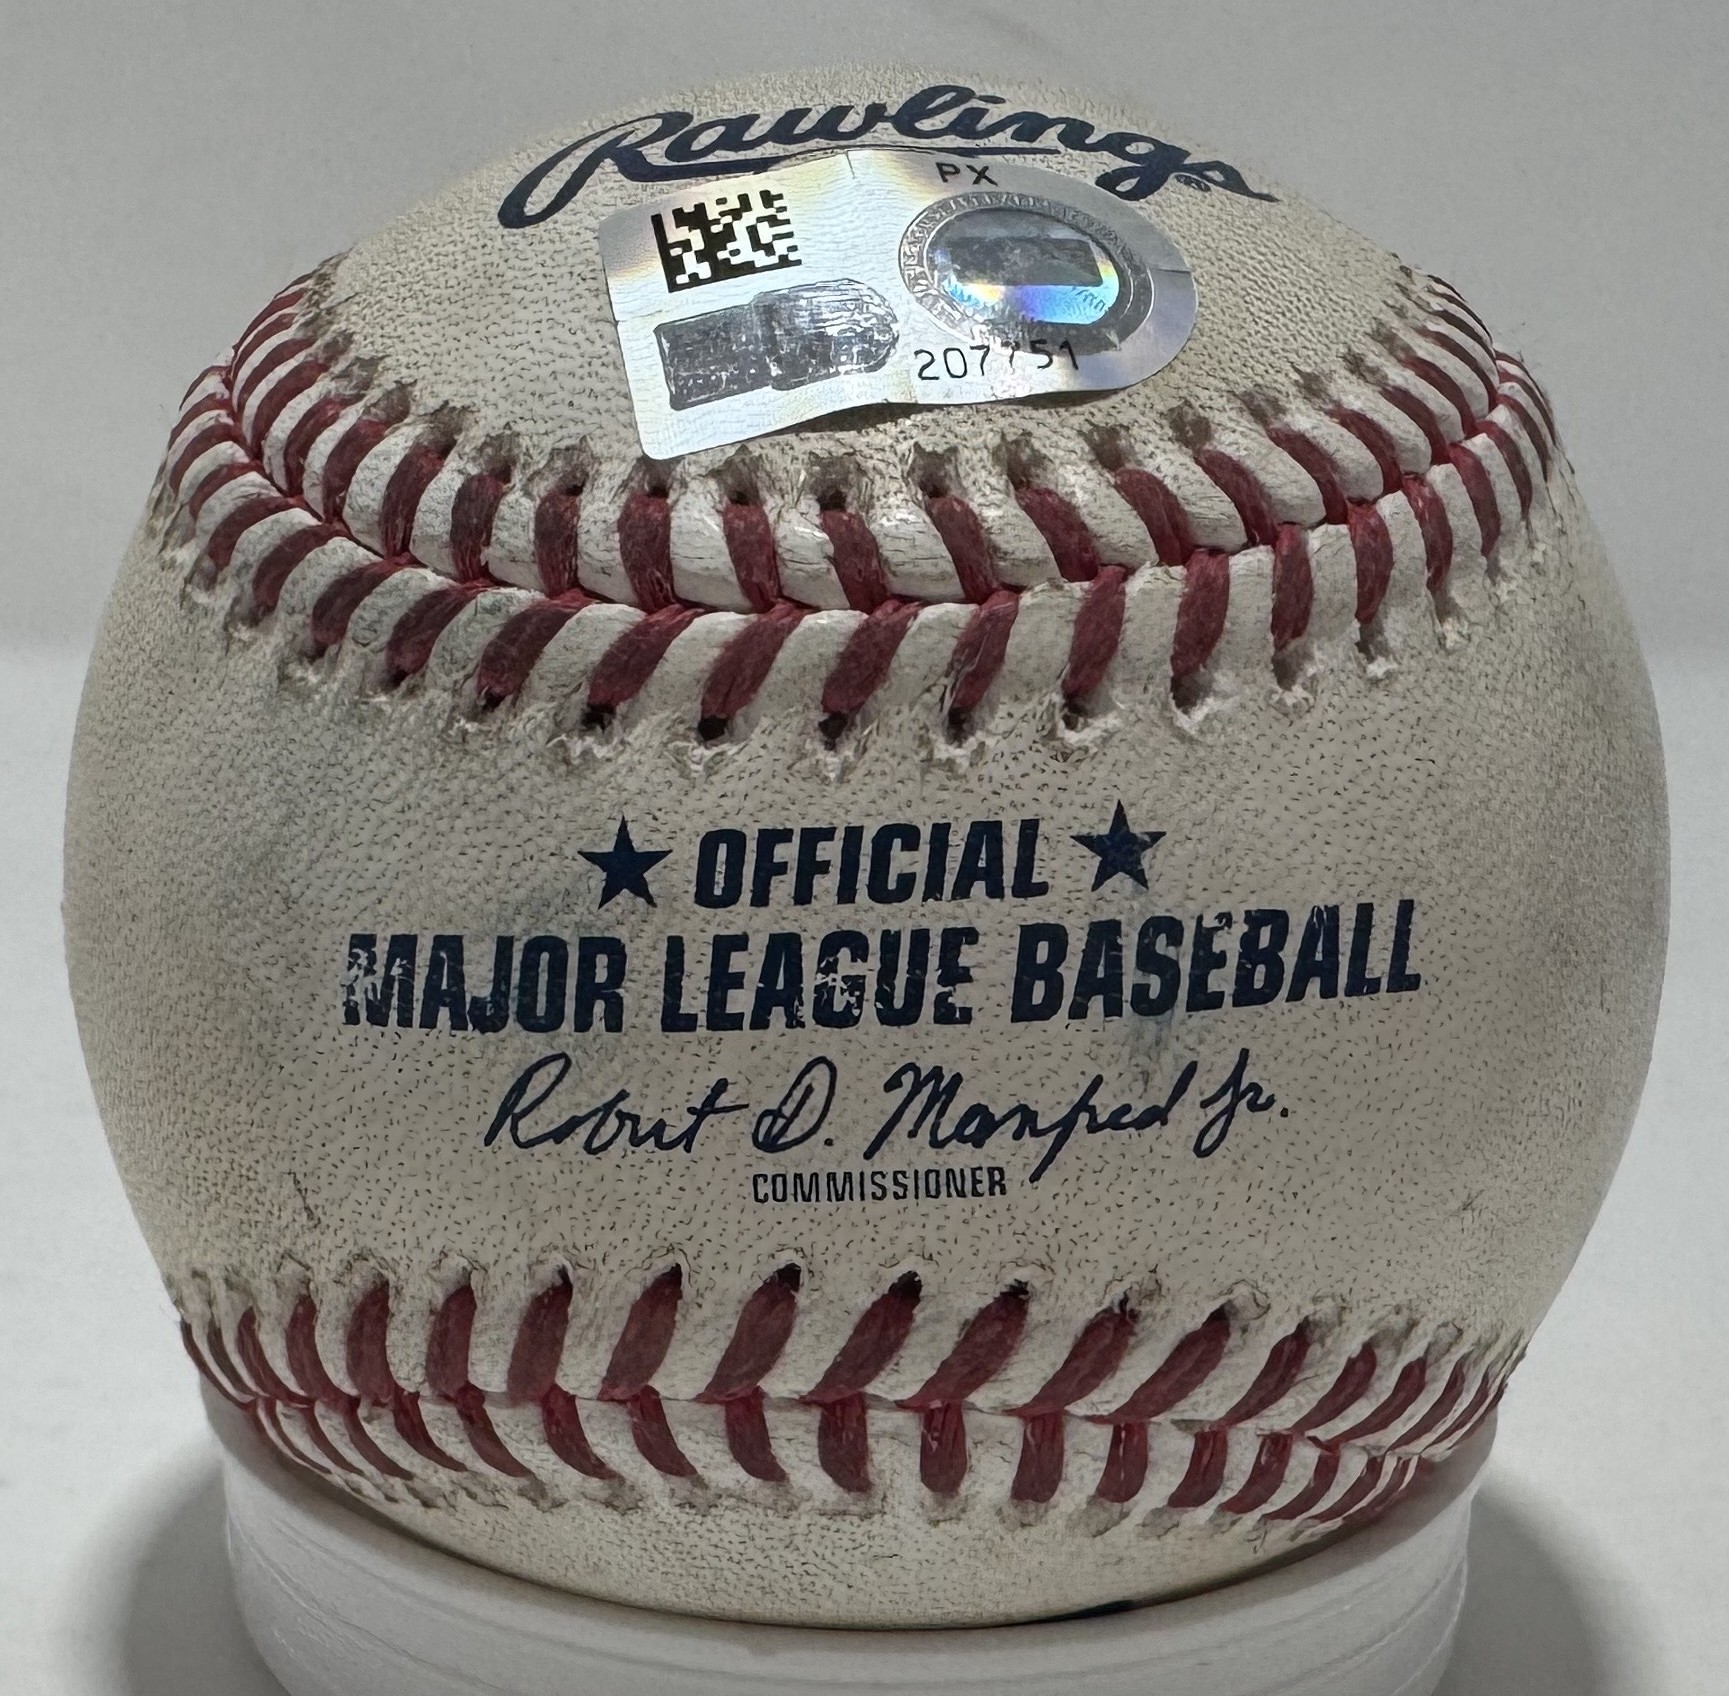 Rawlings®
PX
★ OFFICIAL ★
MAJOR LEAGUE BASEBALL
Robert D. Manfred Jr.
COMMISSIONER